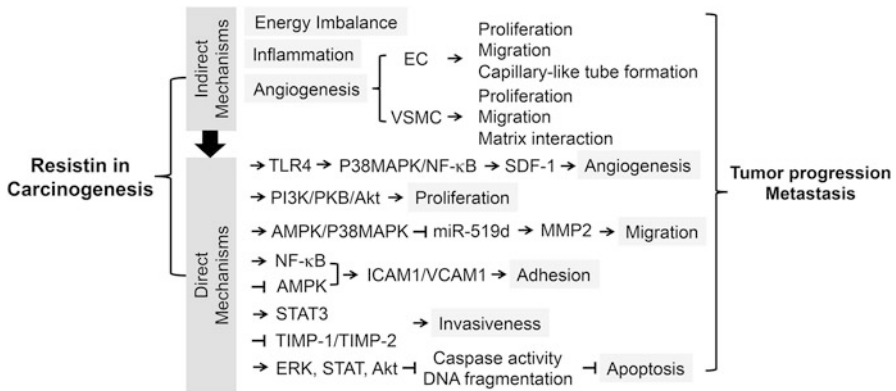 Resistin in
Carcinogenesis
Indirect
Mechanisms
Energy Imbalance
Inflammation
Angiogenesis
EC → Proliferation
Migration
Capillary-like tube formation
VSMC → Proliferation
Migration
Matrix interaction
Direct
Mechanisms
→ TLR4 → P38MAPK/NF-κB → SDF-1 → Angiogenesis
→ PI3K/PKB/Akt → Proliferation
→ AMPK/P38MAPK ⊣ miR-519d → MMP2 → Migration
→ NF-κB
⊣ AMPK
→ ICAM1/VCAM1 → Adhesion
→ STAT3
⊣ TIMP-1/TIMP-2
→ Invasiveness
→ ERK, STAT, Akt ⊣ Caspase activity
DNA fragmentation ⊣ Apoptosis
Tumor progression
Metastasis